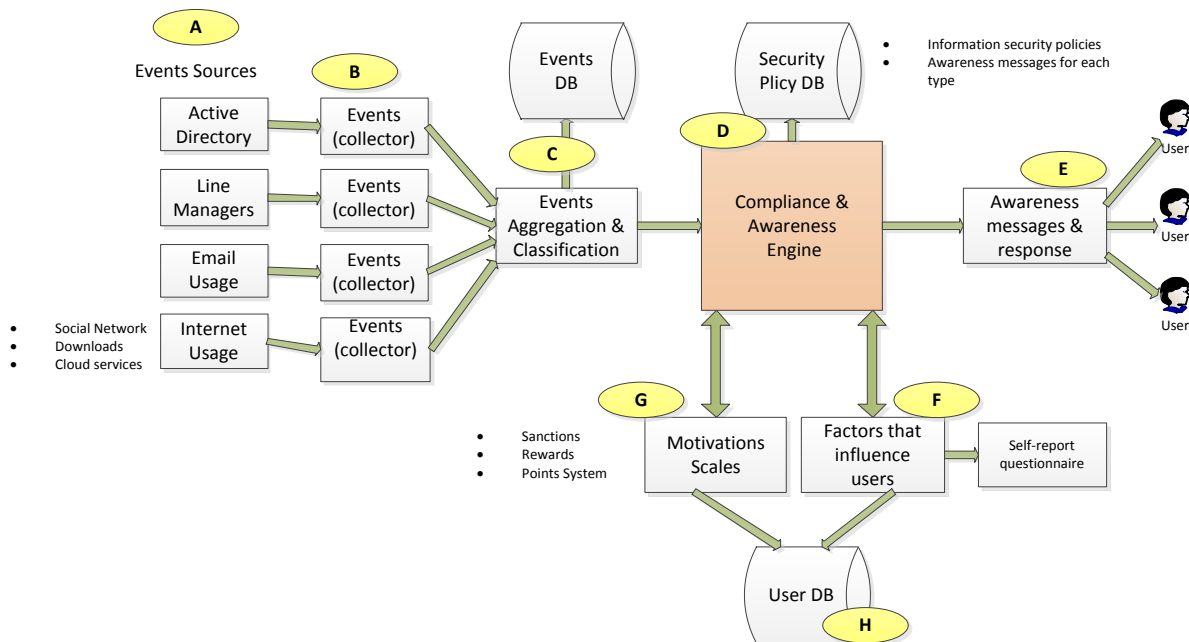 A
Events Sources
B
Active
Directory
Events
(collector)
Line
Managers
Events
(collector)
Email
Usage
Events
(collector)
Internet
Usage
Events
(collector)
• Social Network
• Downloads
• Cloud services
Events
DB
C
Events
Aggregation &
Classification
Security
Plicy DB
• Information security policies
• Awareness messages for each
type
D
Compliance &
Awareness
Engine
E
Awareness
messages &
response
User
User
User
G
Motivations
Scales
• Sanctions
• Rewards
• Points System
F
Factors that
influence
users
Self-report
questionnaire
User DB
H